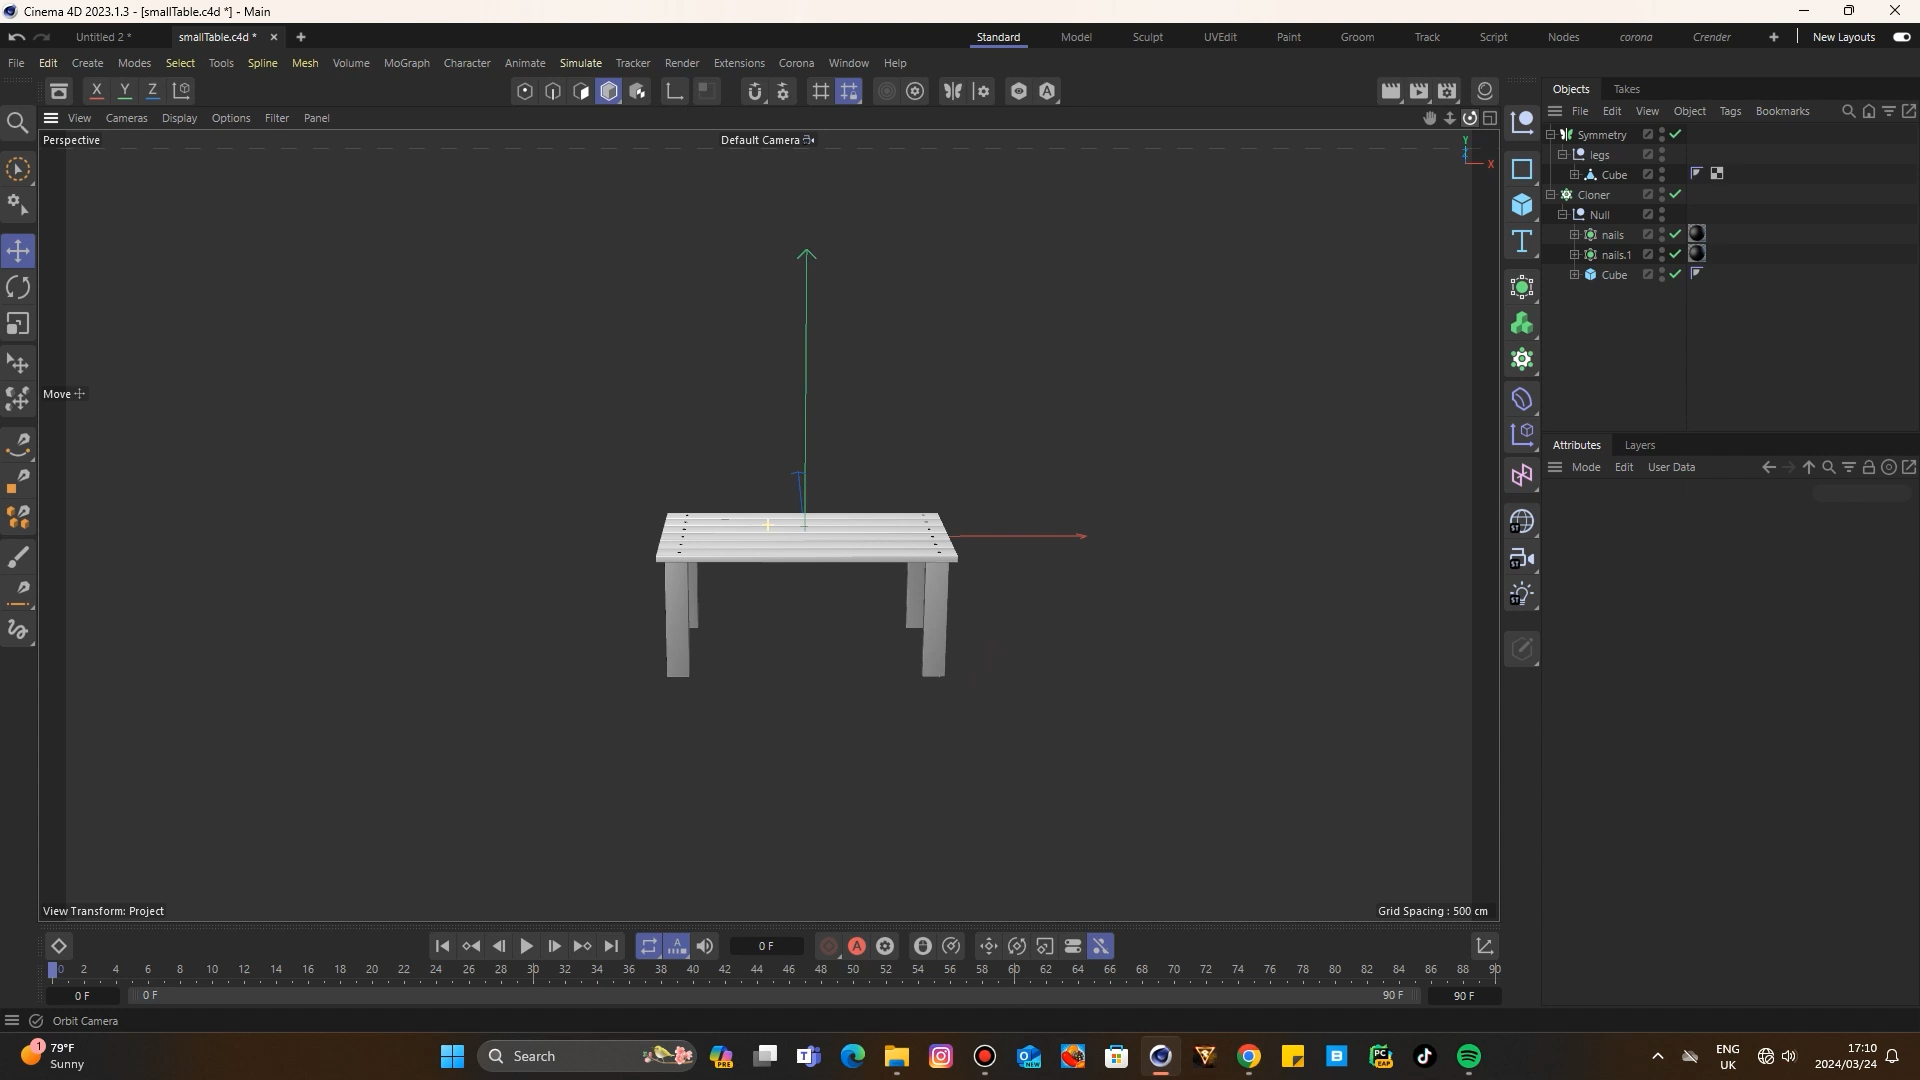 Cinema 4D 2023.1.3 - [smallTable.c4d *] - Main
Untitled 2 *
smallTable.c4d *
Standard
Model
Sculpt
UVEdit
Paint
Groom
Track
Script
Nodes
corona
Crender
New Layouts
File
Edit
Create
Modes
Select
Tools
Spline
Mesh
Volume
MoGraph
Character
Animate
Simulate
Tracker
Render
Extensions
Corona
Window
Help
X
Y
Z
Objects
Takes
View
Cameras
Display
Options
Filter
Panel
File
Edit
View
Object
Tags
Bookmarks
Perspective
Default Camera
Y
Z
X
Symmetry
legs
Cube
Cloner
Null
nails
nails.1
Cube
Move
Attributes
Layers
Mode
Edit
User Data
View Transform: Project
Grid Spacing : 500 cm
0 F
0 2 4 6 8 10 12 14 16 18 20 22 24 26 28 30 32 34 36 38 40 42 44 46 48 50 52 54 56 58 60 62 64 66 68 70 72 74 76 78 80 82 84 86 88 90
0 F
0 F
90 F
90 F
Orbit Camera
1
79°F
Sunny
Search
PRE
NEW
PC
EAP
ENG
UK
17:10
2024/03/24